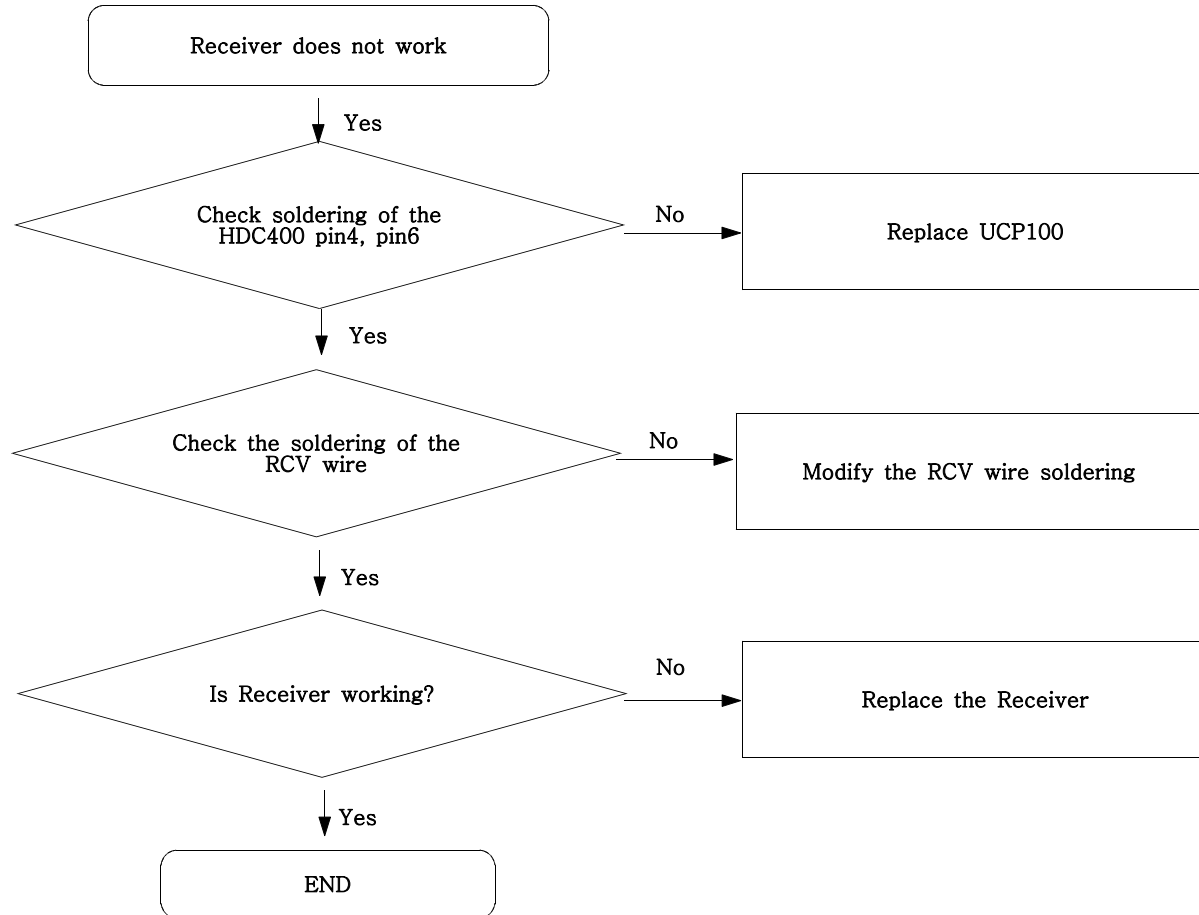 Receiver does not work
Yes
Check soldering of the
HDC400 pin4, pin6
No
Replace UCP100
Yes
Check the soldering of the
RCV wire
No
Modify the RCV wire soldering
Yes
Is Receiver working?
No
Replace the Receiver
Yes
END